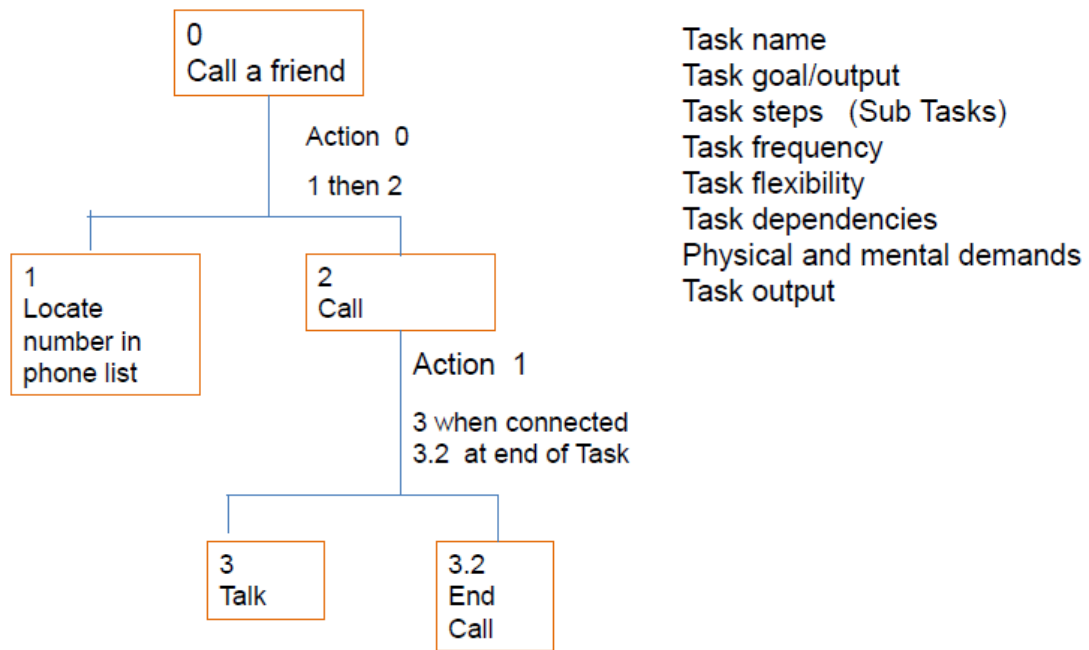 0
Call a friend
Action 0
1 then 2
1
Locate
number in
phone list
2
Call
Action 1
3 when connected
3.2 at end of Task
3
Talk
3.2
End
Call
Task name
Task goal/output
Task steps (Sub Tasks)
Task frequency
Task flexibility
Task dependencies
Physical and mental demands
Task output